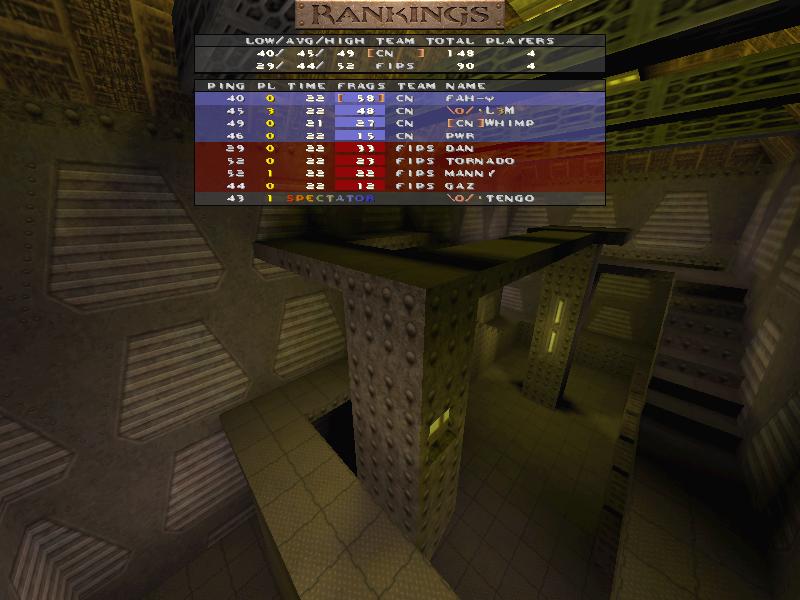 RANKINGS
LOW/AVG/HIGH TEAM TOTAL PLAYERS
40/ 45/ 49 [CN ] 148 4
29/ 44/ 52 FIPS 90 4
PING PL TIME FRAGS TEAM NAME
40 0 22 [ 58 ] CN FAH-Y
45 3 22 48 CN \O/·L3M
49 0 21 27 CN [CN]WHIMP
46 0 22 15 CN PWR
29 0 22 33 FIPS DAN
52 0 22 23 FIPS TORNADO
52 1 22 22 FIPS MANNY
44 0 22 12 FIPS GAZ
43 1 SPECTATOR \O/·TENGO